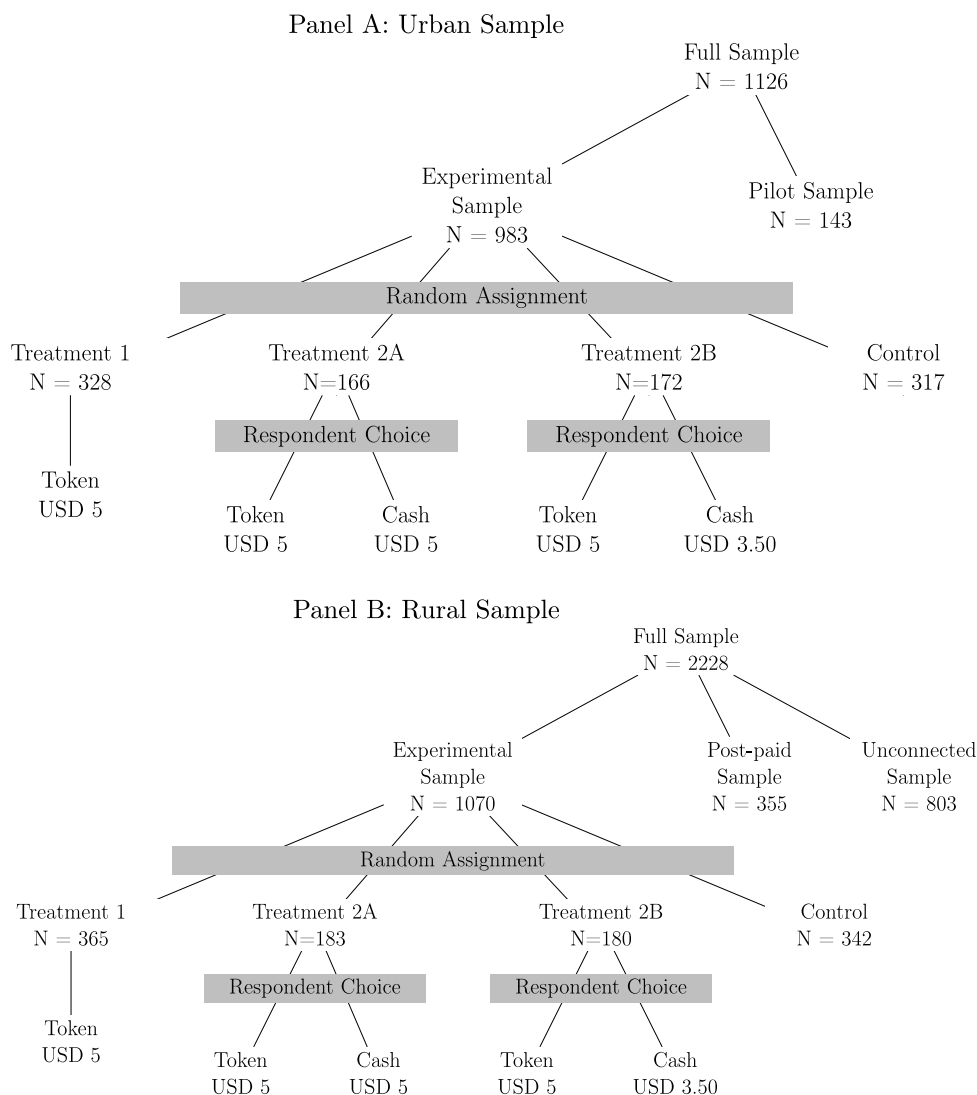 Panel A: Urban Sample
Full Sample
N = 1126
Experimental
Sample
N = 983
Pilot Sample
N = 143
Random Assignment
Treatment 1
N = 328
Treatment 2A
N=166
Treatment 2B
N=172
Control
N = 317
Respondent Choice
Respondent Choice
Token
USD 5
Token
USD 5
Cash
USD 5
Token
USD 5
Cash
USD 3.50
Panel B: Rural Sample
Full Sample
N = 2228
Experimental
Sample
N = 1070
Post-paid
Sample
N = 355
Unconnected
Sample
N = 803
Random Assignment
Treatment 1
N = 365
Treatment 2A
N=183
Treatment 2B
N=180
Control
N = 342
Respondent Choice
Respondent Choice
Token
USD 5
Token
USD 5
Cash
USD 5
Token
USD 5
Cash
USD 3.50